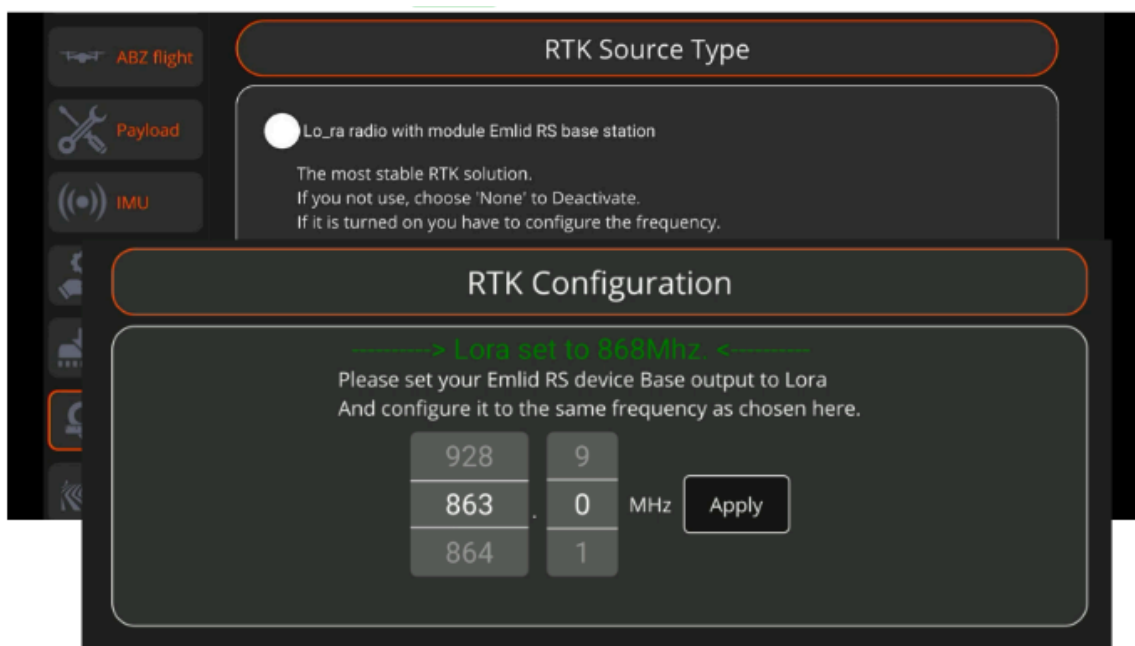 ABZ flight
Payload
IMU
RTK Source Type
Lo_ra radio with module Emlid RS base station
The most stable RTK solution.
If you not use, choose 'None' to Deactivate.
If it is turned on you have to configure the frequency.
RTK Configuration
----------> Lora set to 868Mhz. <----------
Please set your Emlid RS device Base output to Lora
And configure it to the same frequency as chosen here.
928 9
863 . 0 MHz Apply
864 1